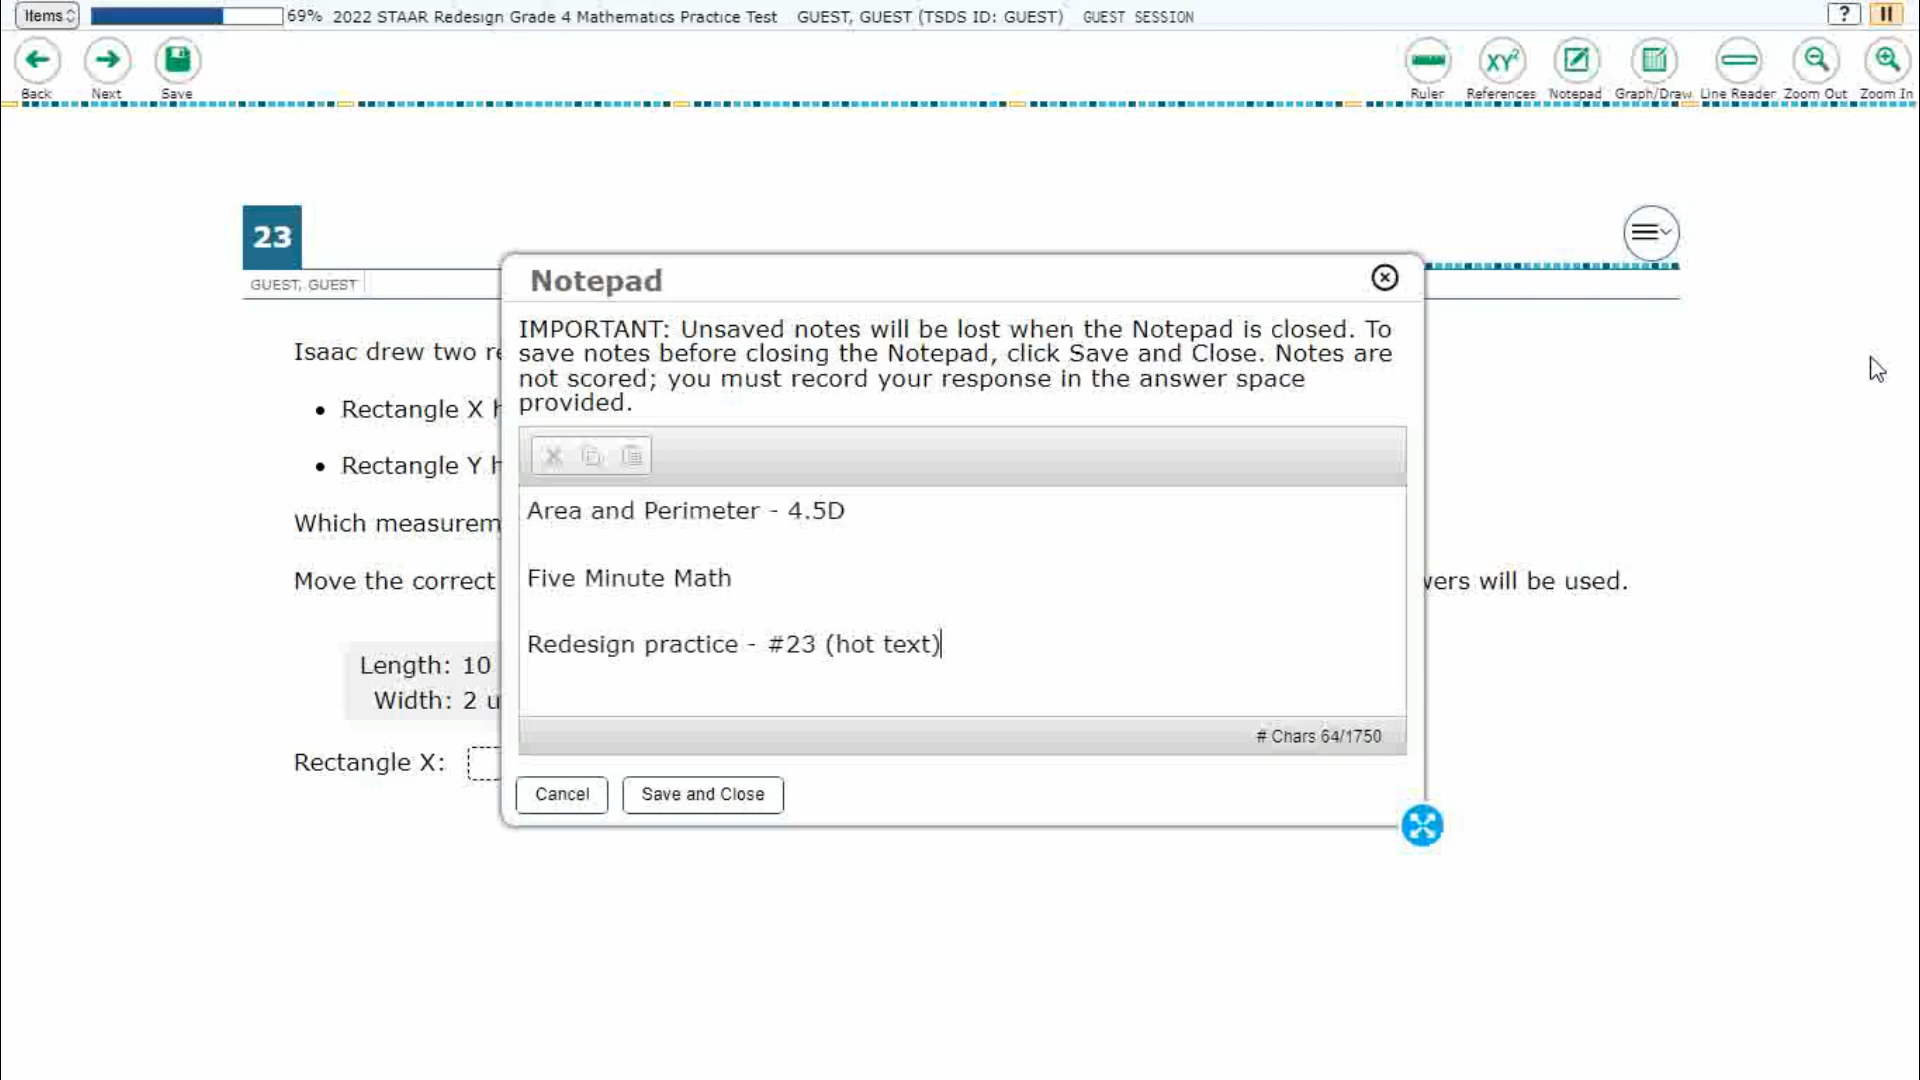 Items
69% 2022 STAAR Redesign Grade 4 Mathematics Practice Test GUEST, GUEST (TSDS ID: GUEST) GUEST SESSION
?
Back Next Save
XY²
Ruler References Notepad Graph/Draw Line Reader Zoom Out Zoom In
23
GUEST, GUEST
Notepad
IMPORTANT: Unsaved notes will be lost when the Notepad is closed. To
save notes before closing the Notepad, click Save and Close. Notes are
not scored; you must record your response in the answer space
provided.
Isaac drew two
• Rectangle X
• Rectangle Y
Which
Move the correct
will be used.
Area and Perimeter - 4.5D
Five Minute Math
Redesign practice - #23 (hot text)
Length: 10
Width: 2
# Chars 64/1750
Rectangle X:
Cancel Save and Close